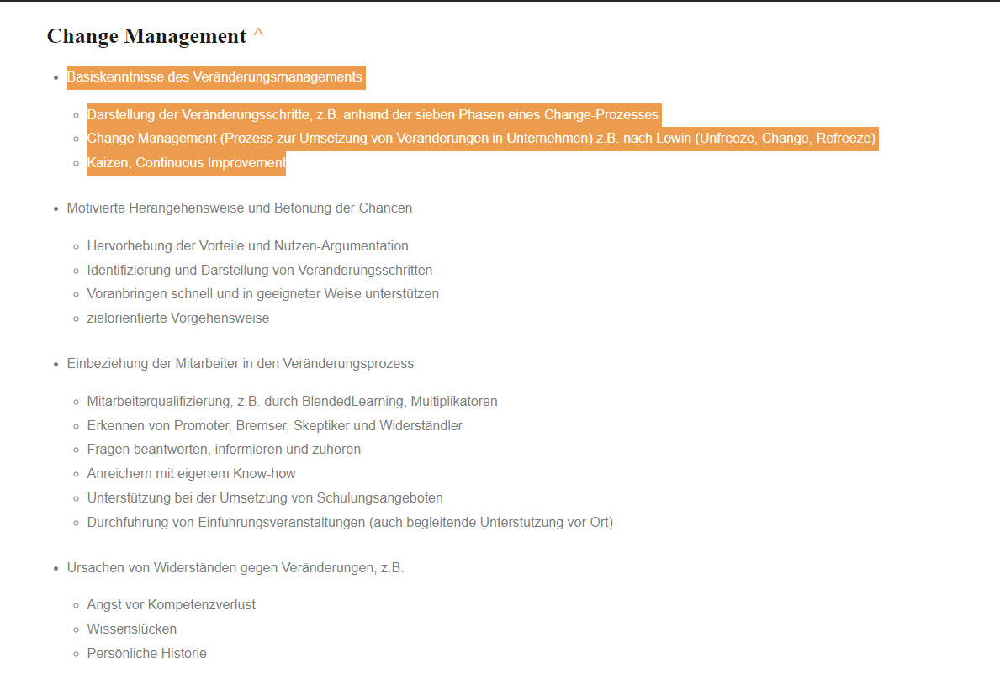 Change Management ^
Basiskenntnisse des Veränderungsmanagements
Darstellung der Veränderungsschritte, z.B. anhand der sieben Phasen eines Change-Prozesses
Change Management (Prozess zur Umsetzung von Veränderungen in Unternehmen) z.B. nach Lewin (Unfreeze, Change, Refreeze)
Kaizen, Continuous Improvement
Motivierte Herangehensweise und Betonung der Chancen
Hervorhebung der Vorteile und Nutzen-Argumentation
Identifizierung und Darstellung von Veränderungsschritten
Voranbringen schnell und in geeigneter Weise unterstützen
zielorientierte Vorgehensweise
Einbeziehung der Mitarbeiter in den Veränderungsprozess
Mitarbeiterqualifizierung, z.B. durch BlendedLearning, Multiplikatoren
Erkennen von Promoter, Bremser, Skeptiker und Widerständler
Fragen beantworten, informieren und zuhören
Anreichern mit eigenem Know-how
Unterstützung bei der Umsetzung von Schulungsangeboten
Durchführung von Einführungsveranstaltungen (auch begleitende Unterstützung vor Ort)
Ursachen von Widerständen gegen Veränderungen, z.B.
Angst vor Kompetenzverlust
Wissenslücken
Persönliche Historie